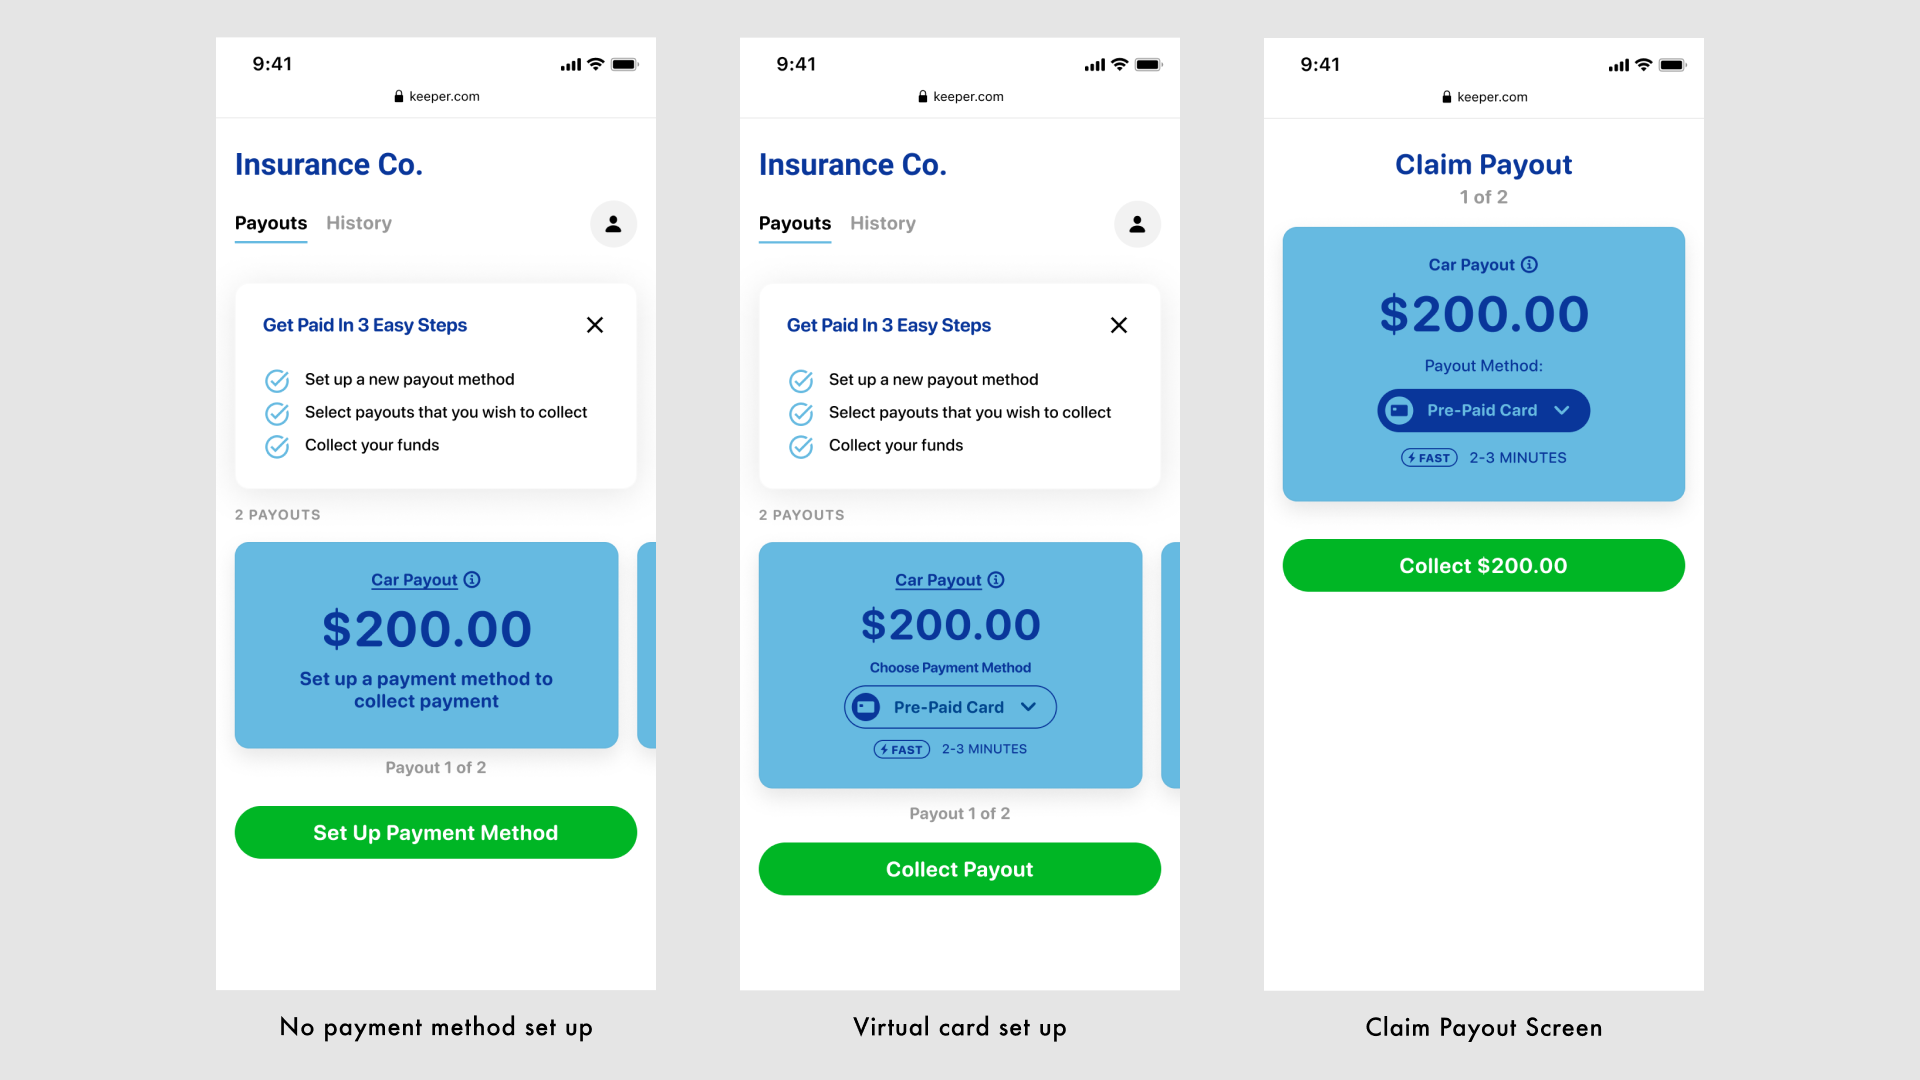 9:41
keeper.com
Insurance Co.
Payouts History
Get Paid In 3 Easy Steps
Set up a new payout method
Select payouts that you wish to collect
Collect your funds
2 PAYOUTS
Car Payout
$200.00
Set up a payment method to
collect payment
Payout 1 of 2
Set Up Payment Method
No payment method set up
9:41
keeper.com
Insurance Co.
Payouts History
Get Paid In 3 Easy Steps
Set up a new payout method
Select payouts that you wish to collect
Collect your funds
2 PAYOUTS
Car Payout
$200.00
Choose Payment Method
Pre-Paid Card
FAST 2-3 MINUTES
Payout 1 of 2
Collect Payout
Virtual card set up
9:41
keeper.com
Claim Payout
1 of 2
Car Payout
$200.00
Payout Method:
Pre-Paid Card
FAST 2-3 MINUTES
Collect $200.00
Claim Payout Screen